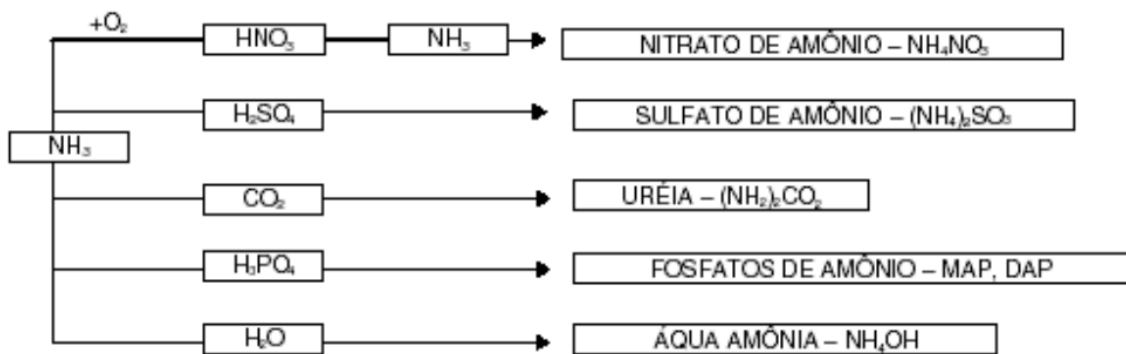 +O₂
HNO₃ NH₃ NITRATO DE AMÔNIO – NH₄NO₃
H₂SO₄ SULFATO DE AMÔNIO – (NH₄)₂SO₃
NH₃
CO₂ URÉIA – (NH₂)₂CO₂
H₃PO₄ FOSFATOS DE AMÔNIO – MAP, DAP
H₂O ÁQUA AMÔNIA – NH₄OH